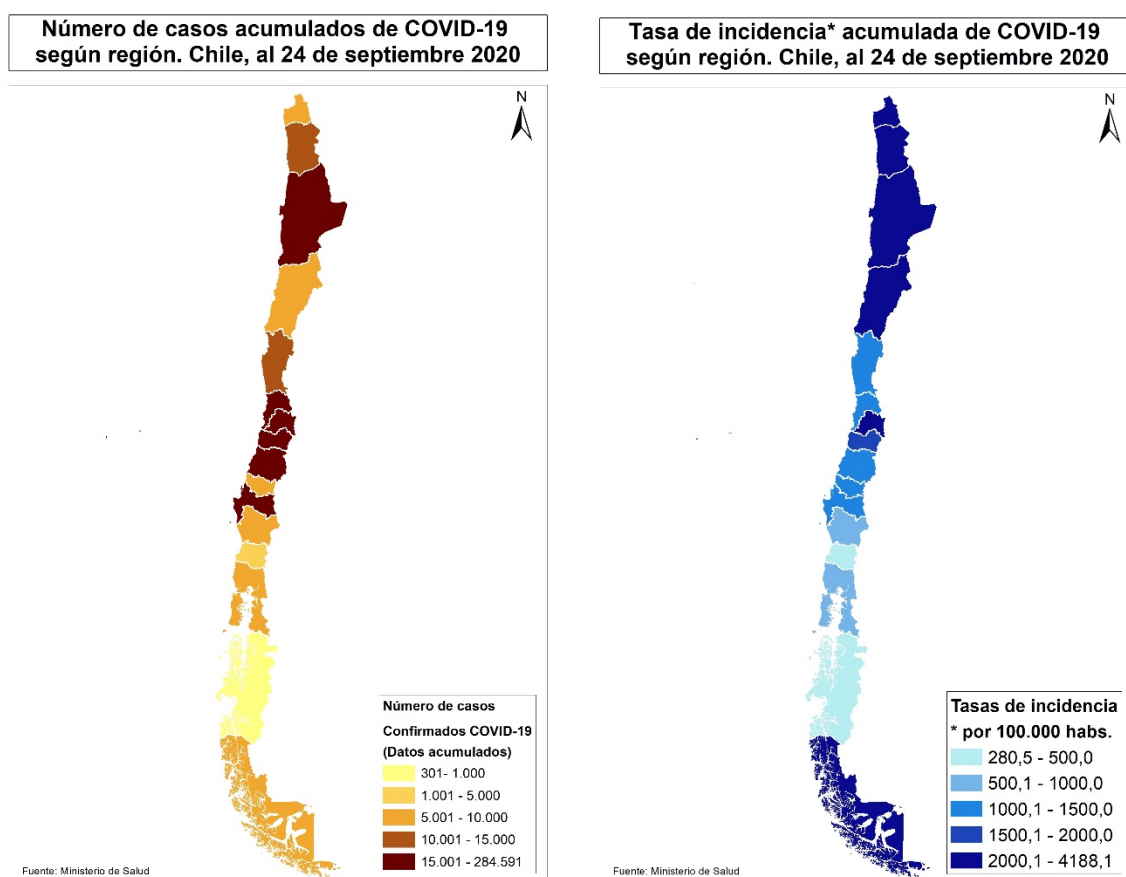 Número de casos acumulados de COVID-19
según región. Chile, al 24 de septiembre 2020
N
Número de casos
Confirmados COVID-19
(Datos acumulados)
301- 1.000
1.001 - 5.000
5.001 - 10.000
10.001 - 15.000
15.001 - 284.591
Fuente: Ministerio de Salud
Tasa de incidencia* acumulada de COVID-19
según región. Chile, al 24 de septiembre 2020
N
Tasas de incidencia
* por 100.000 habs.
280,5 - 500,0
500,1 - 1000,0
1000,1 - 1500,0
1500,1 - 2000,0
2000,1 - 4188,1
Fuente: Ministerio de Salud